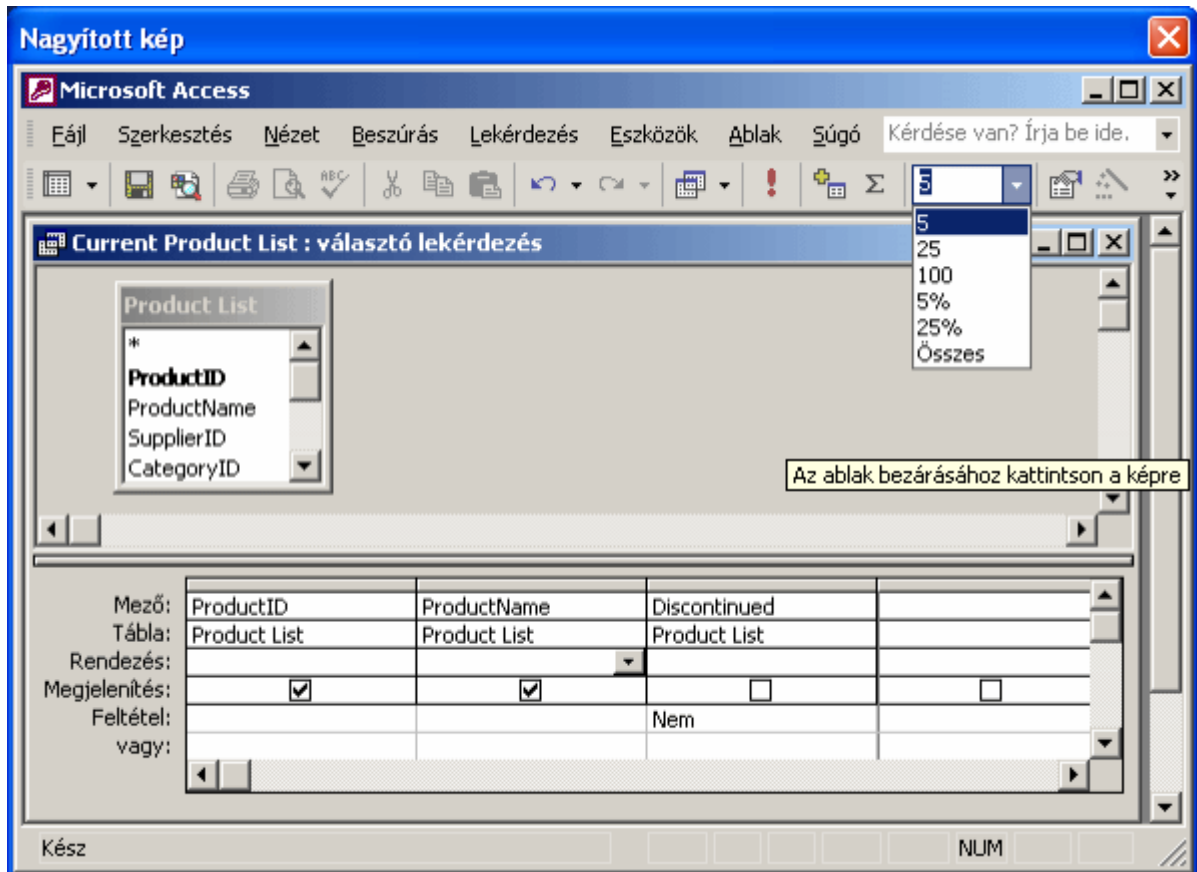 Nagyított kép
Microsoft Access
Fájl Szerkesztés Nézet Beszúrás Lekérdezés Eszközök Ablak Súgó Kérdése van? Írja be ide.
ABC Σ 5
5
25
100
5%
25%
Összes
Current Product List : választó lekérdezés
Product List
*
ProductID
ProductName
SupplierID
CategoryID
Az ablak bezárásához kattintson a képre
Mező: ProductID ProductName Discontinued
Tábla: Product List Product List Product List
Rendezés:
Megjelenítés:
Feltétel: Nem
vagy:
Kész NUM